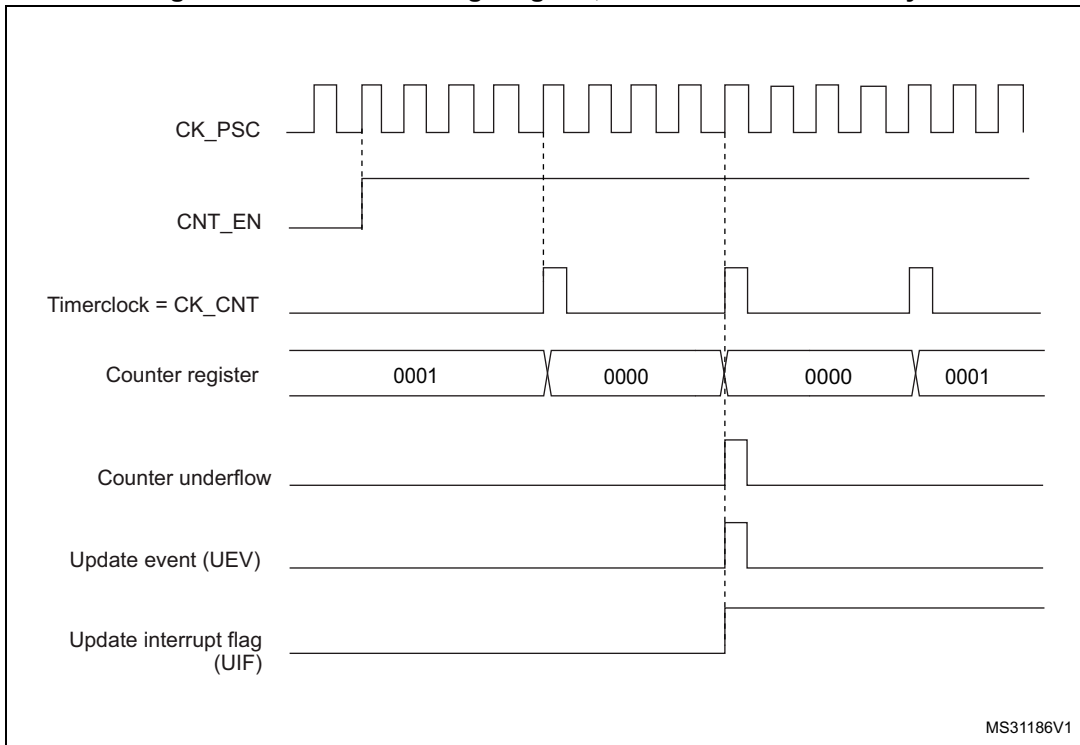 CK_PSC
CNT_EN
Timerclock = CK_CNT
Counter register
0001
0000
0000
0001
Counter underflow
Update event (UEV)
Update interrupt flag
(UIF)
MS31186V1